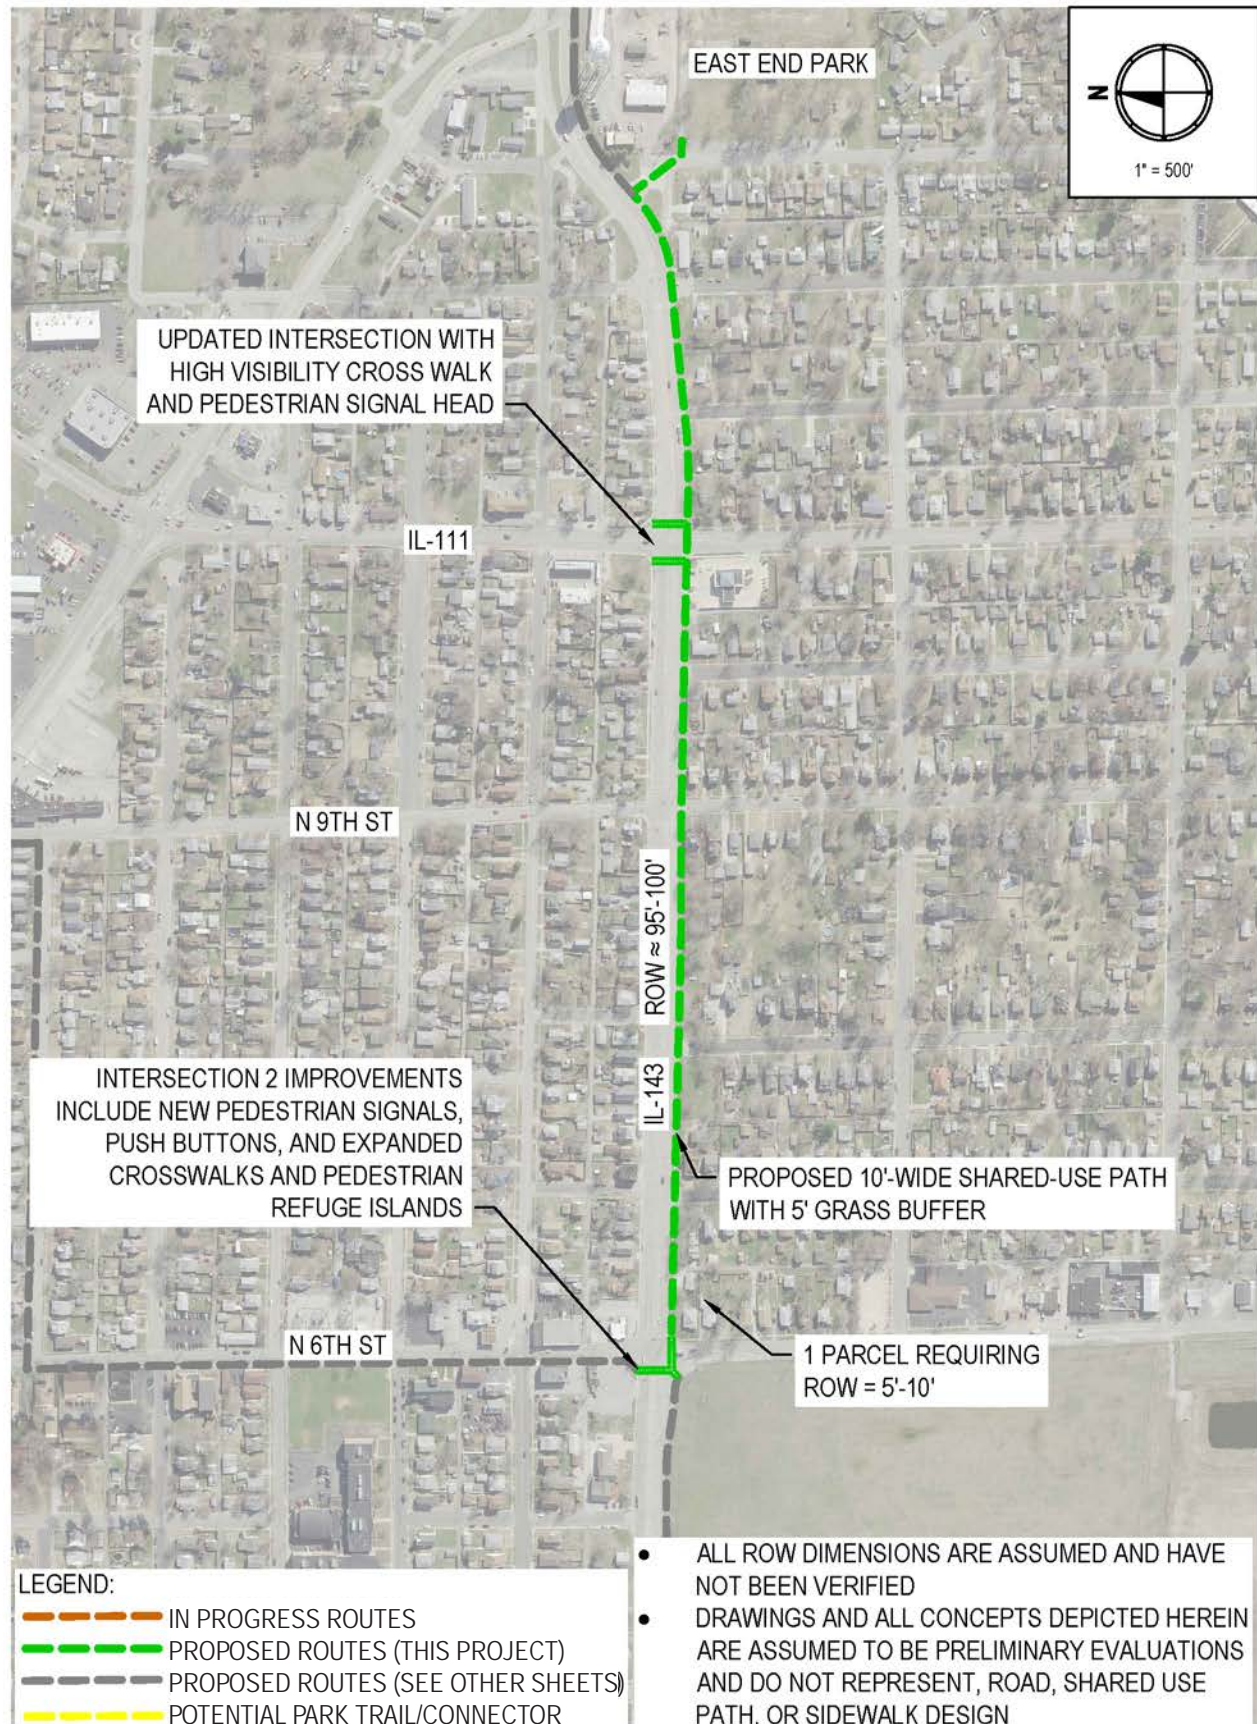 EAST END PARK
N
1" = 500'
UPDATED INTERSECTION WITH
HIGH VISIBILITY CROSS WALK
AND PEDESTRIAN SIGNAL HEAD
IL-111
N 9TH ST
ROW ≈ 95'-100'
IL-143
INTERSECTION 2 IMPROVEMENTS
INCLUDE NEW PEDESTRIAN SIGNALS,
PUSH BUTTONS, AND EXPANDED
CROSSWALKS AND PEDESTRIAN
REFUGE ISLANDS
PROPOSED 10'-WIDE SHARED-USE PATH
WITH 5' GRASS BUFFER
N 6TH ST
1 PARCEL REQUIRING
ROW = 5'-10'
LEGEND:
IN PROGRESS ROUTES
PROPOSED ROUTES (THIS PROJECT)
PROPOSED ROUTES (SEE OTHER SHEETS)
POTENTIAL PARK TRAIL/CONNECTOR
• ALL ROW DIMENSIONS ARE ASSUMED AND HAVE
NOT BEEN VERIFIED
• DRAWINGS AND ALL CONCEPTS DEPICTED HEREIN
ARE ASSUMED TO BE PRELIMINARY EVALUATIONS
AND DO NOT REPRESENT, ROAD, SHARED USE
PATH, OR SIDEWALK DESIGN